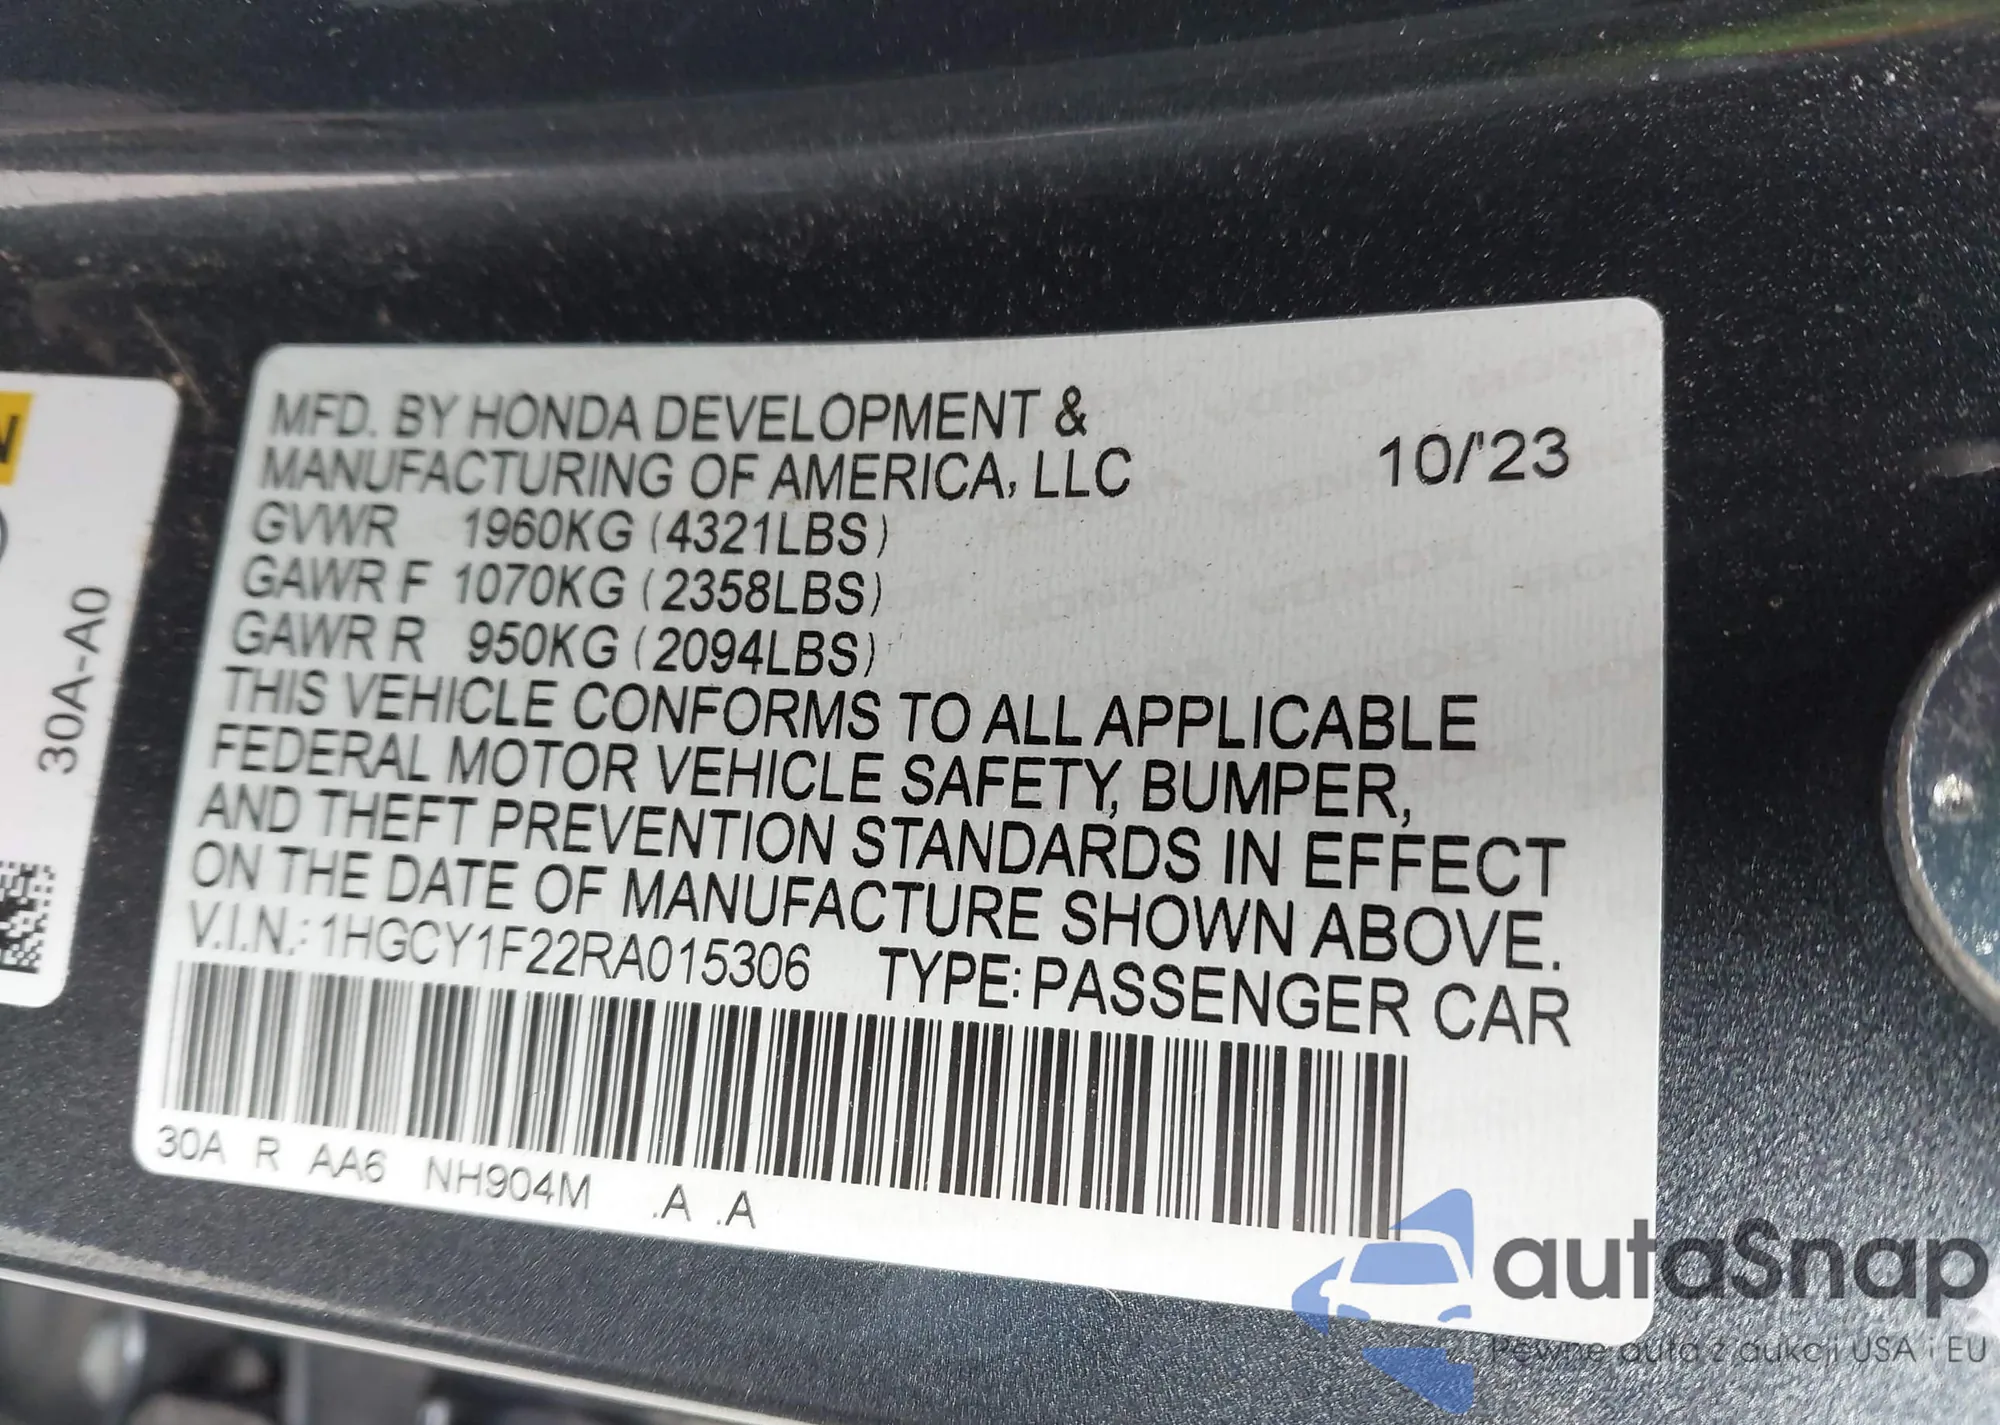 MFD. BY HONDA DEVELOPMENT &
MANUFACTURING OF AMERICA, LLC
10/'23
GVWR 1960KG (4321LBS)
GAWR F 1070KG (2358LBS)
GAWR R 950KG (2094LBS)
THIS VEHICLE CONFORMS TO ALL APPLICABLE
FEDERAL MOTOR VEHICLE SAFETY, BUMPER,
AND THEFT PREVENTION STANDARDS IN EFFECT
ON THE DATE OF MANUFACTURE SHOWN ABOVE.
V.I.N.: 1HGCY1F22RA015306 TYPE: PASSENGER CAR
30A R AA6 NH904M .A .A
30A-A0
autaSnap
Pewne auta z aukcji USA i EU